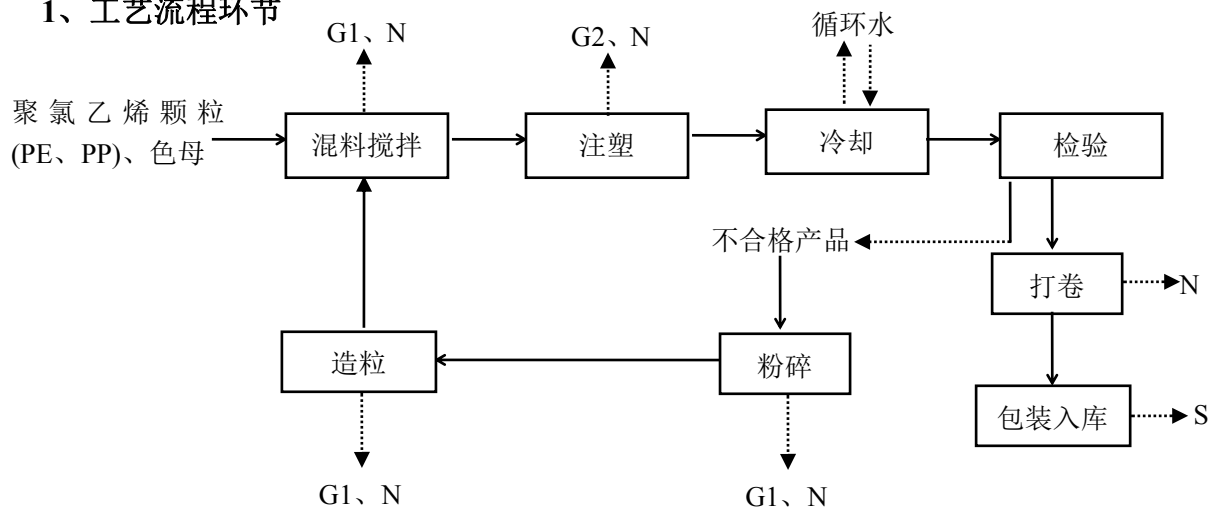 1、工艺流程环节
G1、N
G2、N
循环水
聚氯乙烯颗粒
(PE、PP)、色母
混料搅拌
注塑
冷却
检验
不合格产品
打卷
N
造粒
粉碎
包装入库
S
G1、N
G1、N